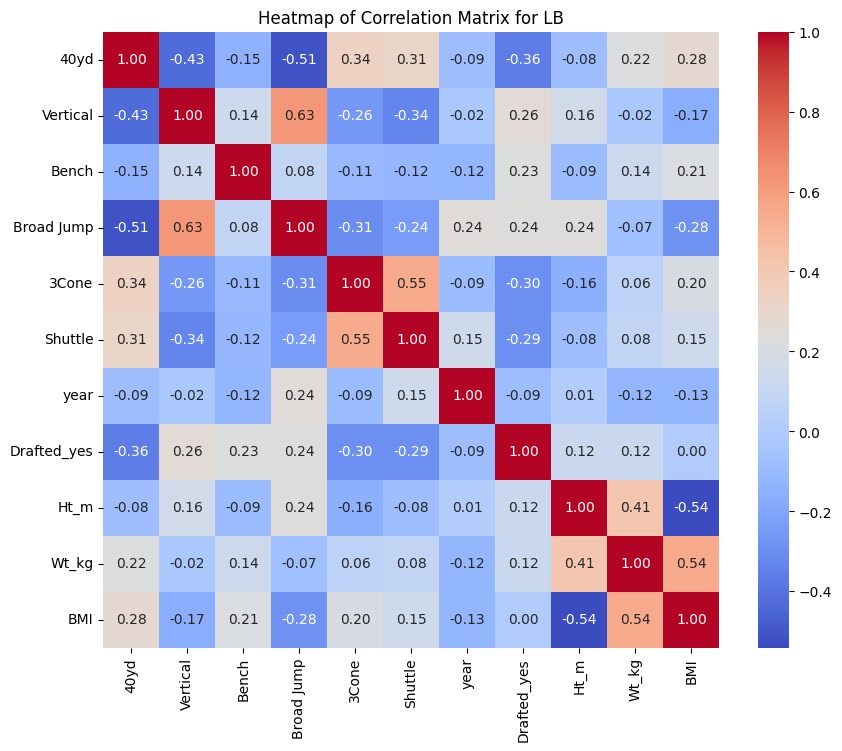 Heatmap of Correlation Matrix for LB
40yd 1.00 -0.43 -0.15 -0.51 0.34 0.31 -0.09 -0.36 -0.08 0.22 0.28
Vertical -0.43 1.00 0.14 0.63 -0.26 -0.34 -0.02 0.26 0.16 -0.02 -0.17
Bench -0.15 0.14 1.00 0.08 -0.11 -0.12 -0.12 0.23 -0.09 0.14 0.21
Broad Jump -0.51 0.63 0.08 1.00 -0.31 -0.24 0.24 0.24 0.24 -0.07 -0.28
3Cone 0.34 -0.26 -0.11 -0.31 1.00 0.55 -0.09 -0.30 -0.16 0.06 0.20
Shuttle 0.31 -0.34 -0.12 -0.24 0.55 1.00 0.15 -0.29 -0.08 0.08 0.15
year -0.09 -0.02 -0.12 0.24 -0.09 0.15 1.00 -0.09 0.01 -0.12 -0.13
Drafted_yes -0.36 0.26 0.23 0.24 -0.30 -0.29 -0.09 1.00 0.12 0.12 0.00
Ht_m -0.08 0.16 -0.09 0.24 -0.16 -0.08 0.01 0.12 1.00 0.41 -0.54
Wt_kg 0.22 -0.02 0.14 -0.07 0.06 0.08 -0.12 0.12 0.41 1.00 0.54
BMI 0.28 -0.17 0.21 -0.28 0.20 0.15 -0.13 0.00 -0.54 0.54 1.00
40yd Vertical Bench Broad Jump 3Cone Shuttle year Drafted_yes Ht_m Wt_kg BMI
1.0
0.8
0.6
0.4
0.2
0.0
−0.2
−0.4